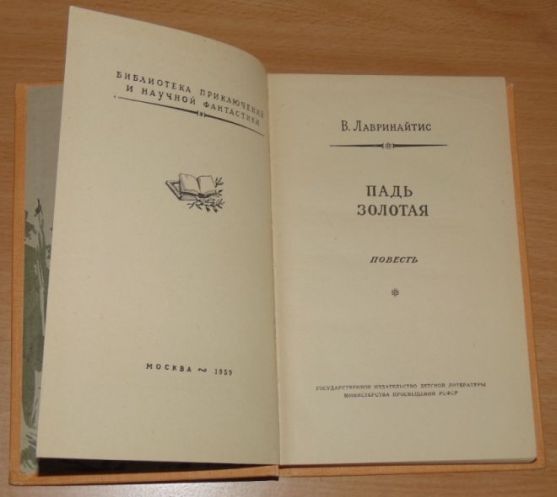 БИБЛИОТЕКА ПРИКЛЮЧЕНИЙ
И НАУЧНОЙ ФАНТАСТИКИ
МОСКВА ~ 1959
В. ЛАВРИНАЙТИС
ПАДЬ
ЗОЛОТАЯ
ПОВЕСТЬ
ГОСУДАРСТВЕННОЕ ИЗДАТЕЛЬСТВО ДЕТСКОЙ ЛИТЕРАТУРЫ
МИНИСТЕРСТВА ПРОСВЕЩЕНИЯ РСФСР